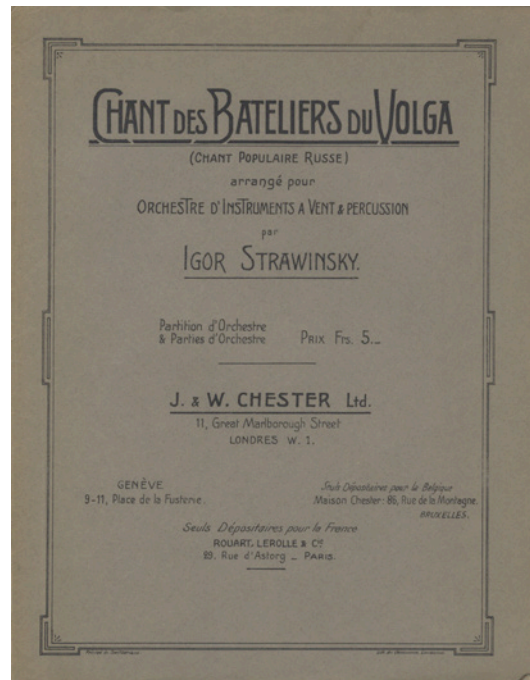 CHANT DES BATELIERS DU VOLGA
(CHANT POPULAIRE RUSSE)
arrangé pour
ORCHESTRE D'INSTRUMENTS A VENT & PERCUSSION
par
IGOR STRAWINSKY.
Partition d'Orchestre
& Parties d'Orchestre PRIX Frs. 5._
J. & W. CHESTER Ltd.
11, Great Marlborough Street
LONDRES W. 1.
GENÈVE
9-11, Place de la Fusterie.
Seuls Dépositaires pour la Belgique
Maison Chester: 86, Rue de la Montagne.
BRUXELLES.
Seuls Dépositaires pour la France
ROUART, LEROLLE & Cº
29, Rue d'Astorg _ PARIS.